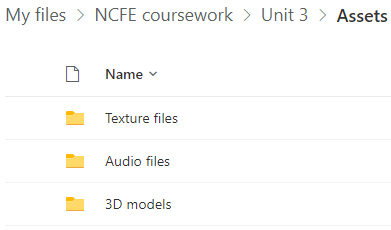 My files > NCFE coursework > Unit 3 > Assets
Name
Texture files
Audio files
3D models